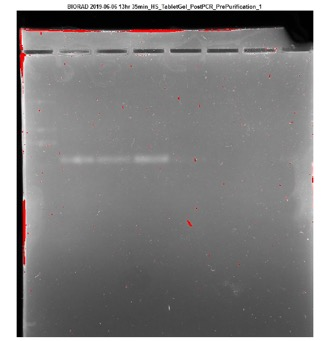 BIORAD 2019-06-06 13hr 35min_HS_TabletGel_PostPCR_PrePurification_1